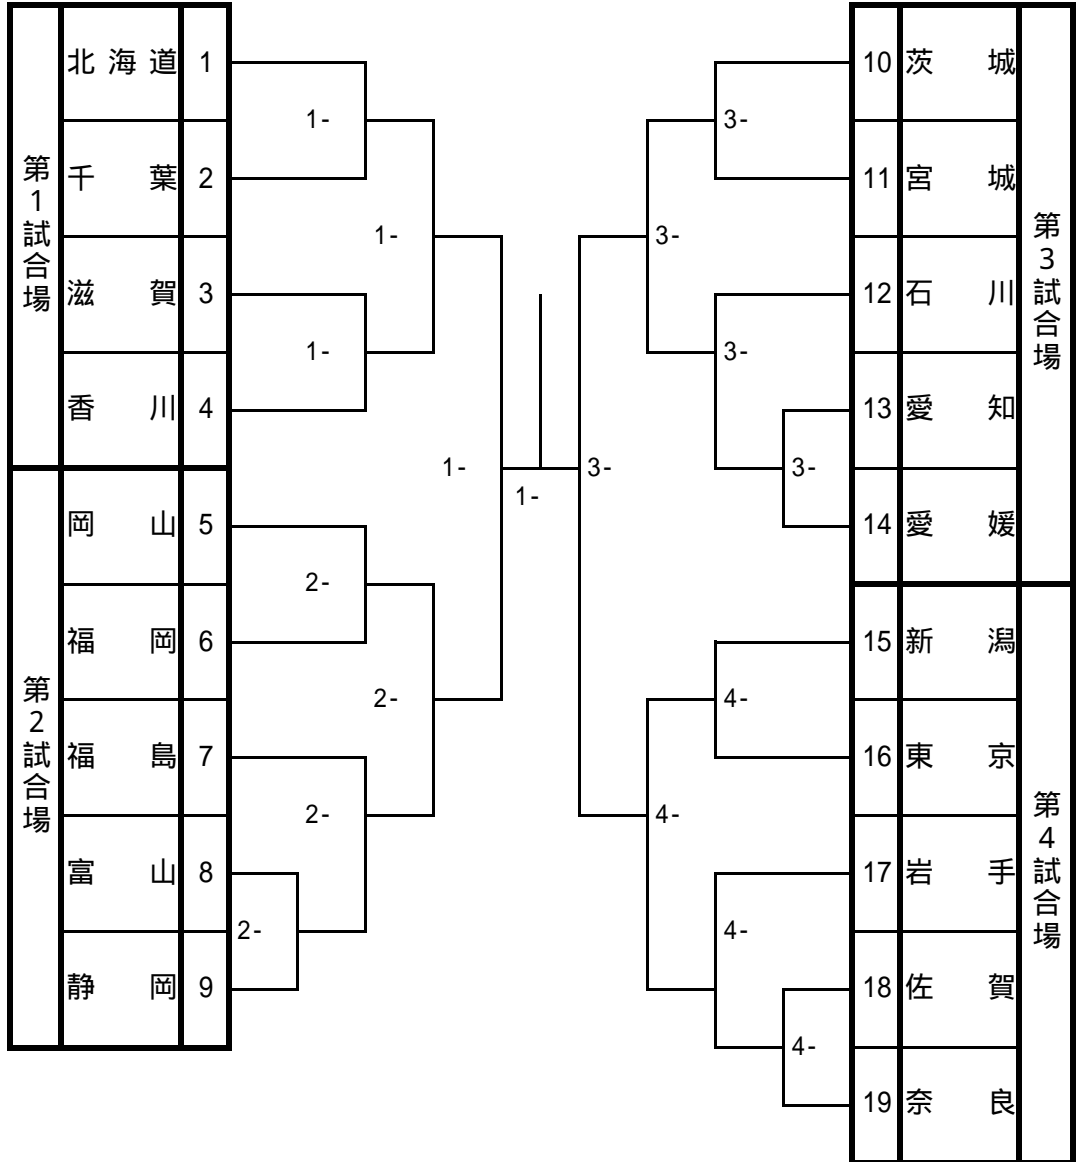 第1試合場
北海道 1
1-
千葉 2
1-
滋賀 3
1-
香川 4
1-
第2試合場
岡山 5
2-
福岡 6
2-
福島 7
2-
富山 8
2-
静岡 9
1-
3-
第3試合場
10 茨城
3-
11 宮城
3-
12 石川
3-
13 愛知
3-
14 愛媛
第4試合場
15 新潟
4-
16 東京
4-
17 岩手
4-
18 佐賀
4-
19 奈良